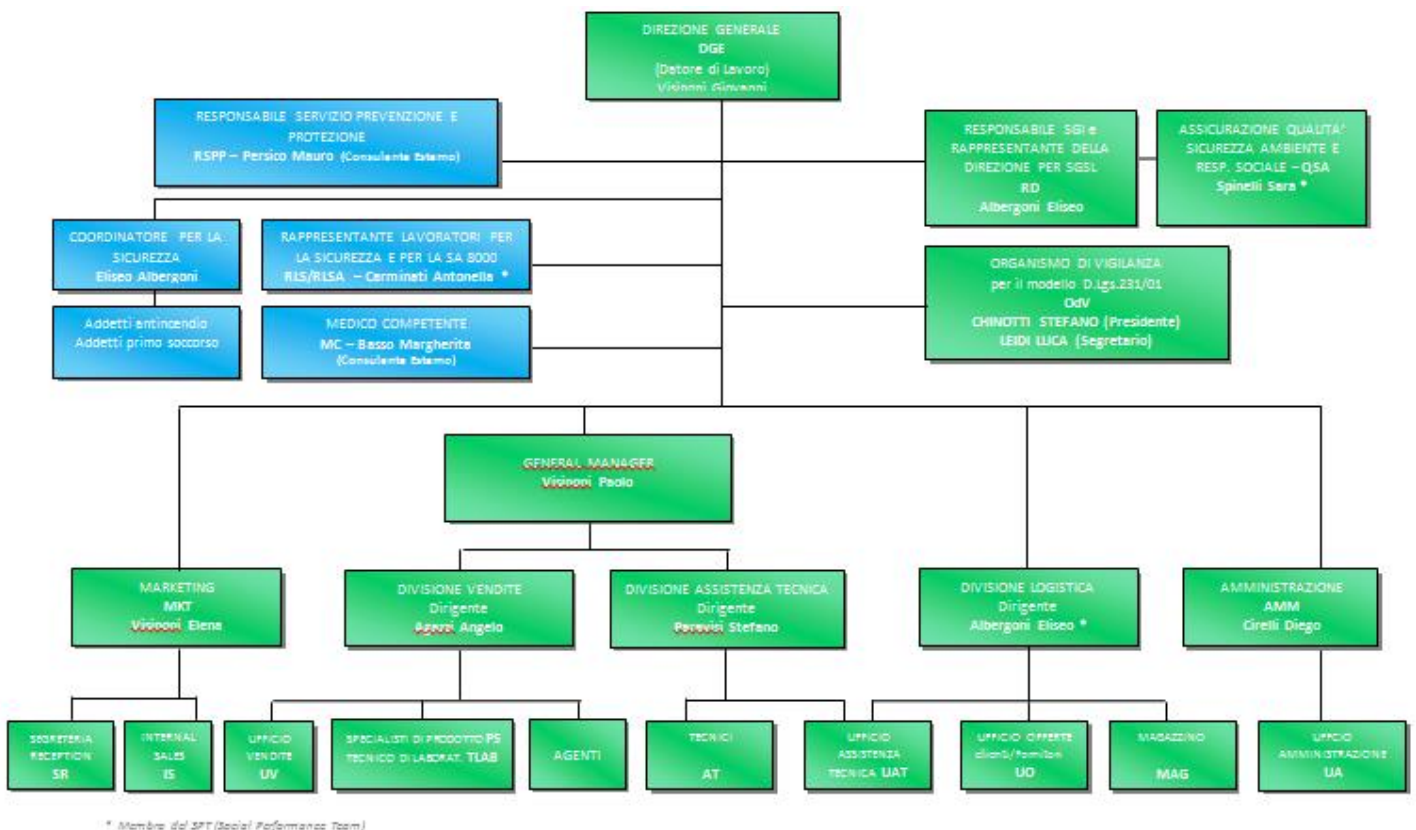 DIREZIONE GENERALE
DGE
(Datore di Lavoro)
Visinoni Giovanni
RESPONSABILE SERVIZIO PREVENZIONE E
PROTEZIONE
RSPP – Persico Mauro (Consulente Esterno)
RESPONSABILE SGI e
RAPPRESENTANTE DELLA
DIREZIONE PER SGSL
RD
Albergoni Eliseo
ASSICURAZIONE QUALITA'
SICUREZZA AMBIENTE E
RESP. SOCIALE – QSA
Spinelli Sara *
COORDINATORE PER LA
SICUREZZA
Eliseo Albergoni
RAPPRESENTANTE LAVORATORI PER
LA SICUREZZA E PER LA SA 8000
RLS/RLSA – Carminati Antonella *
ORGANISMO DI VIGILANZA
per il modello D.Lgs.231/01
OdV
CHINOTTI STEFANO (Presidente)
LEIDI LUCA (Segretario)
Addetti antincendio
Addetti primo soccorso
MEDICO COMPETENTE
MC – Basso Margherita
(Consulente Esterno)
GENERAL MANAGER
Visinoni Paolo
MARKETING
MKT
Visinoni Elena
DIVISIONE VENDITE
Dirigente
Agazzi Angelo
DIVISIONE ASSISTENZA TECNICA
Dirigente
Paravisi Stefano
DIVISIONE LOGISTICA
Dirigente
Albergoni Eliseo *
AMMINISTRAZIONE
AMM
Cirelli Diego
SEGRETERIA
RECEPTION
SR
INTERNAL
SALES
IS
UFFICIO
VENDITE
UV
SPECIALISTI DI PRODOTTO PS
TECNICO DI LABORAT. TLAB
AGENTI
TECNICI
AT
UFFICIO
ASSISTENZA
TECNICA UAT
UFFICIO OFFERTE
clienti/fornitori
UO
MAGAZZINO
MAG
UFFCIO
AMMINISTRAZIONE
UA
* Membro del SPT (Social Performance Team)